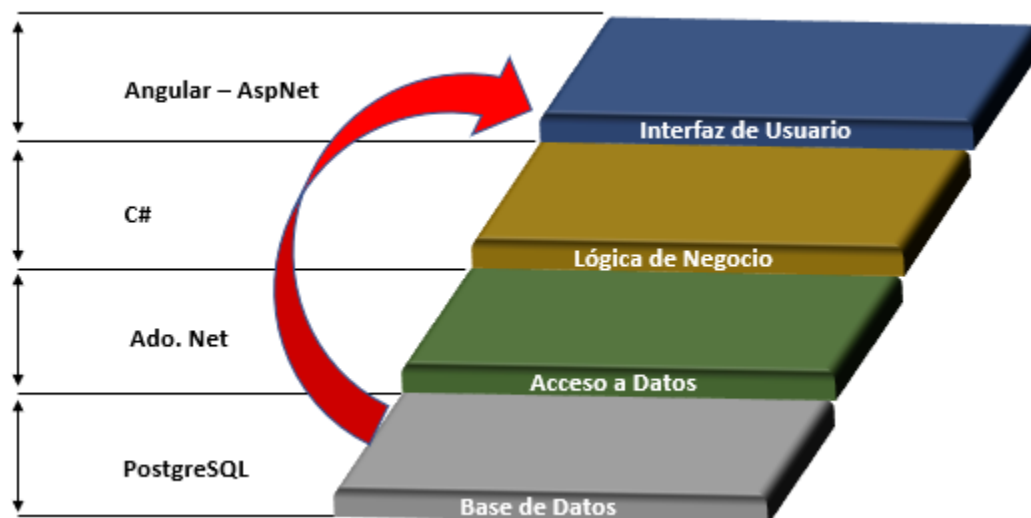 Angular – AspNet
Interfaz de Usuario
C#
Lógica de Negocio
Ado. Net
Acceso a Datos
PostgreSQL
Base de Datos